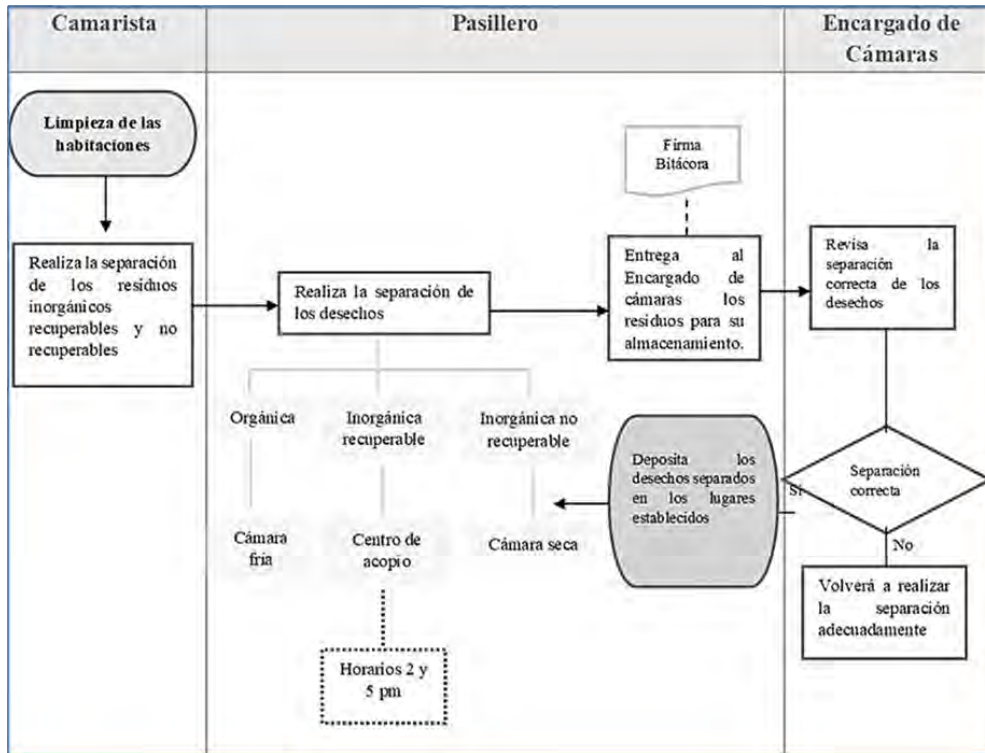 Camarista
Pasillero
Encargado de
Cámaras
Limpieza de las
habitaciones
Realiza la separación
de los residuos
inorgánicos
recuperables y no
recuperables
Realiza la separación de
los desechos
Firma
Bitácora
Entrega al
Encargado de
cámaras los
residuos para su
almacenamiento.
Revisa la
separación
correcta de los
desechos
Orgánica
Inorgánica
recuperable
Inorgánica no
recuperable
Cámara
fría
Centro de
acopio
Cámara seca
Horarios 2 y
5 pm
Deposita los
desechos separados
en los lugares
establecidos
Sí
Separación
correcta
No
Volverá a realizar
la separación
adecuadamente